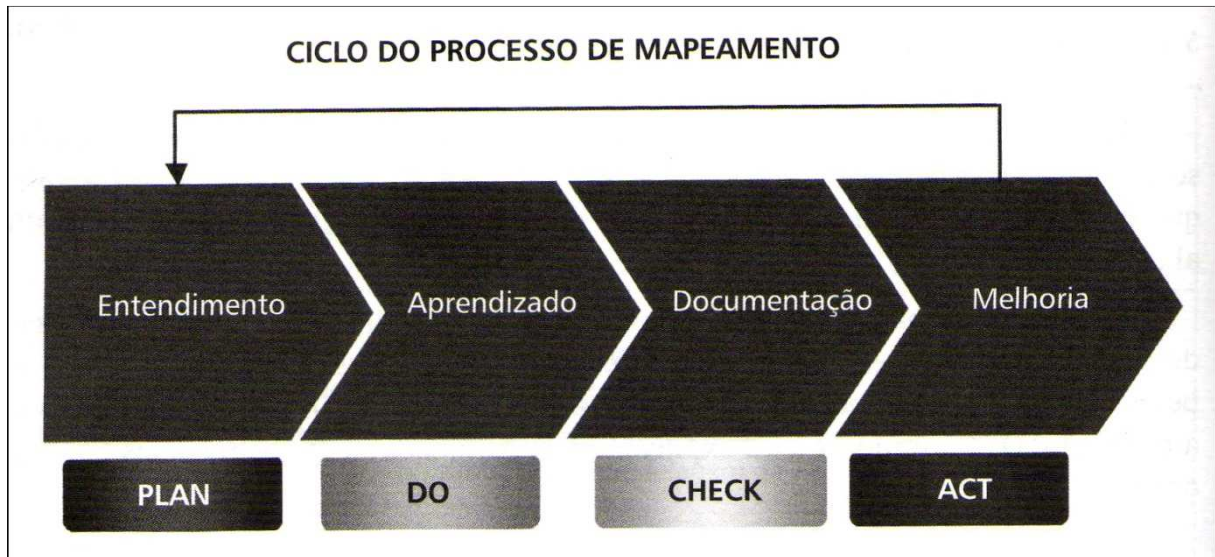 CICLO DO PROCESSO DE MAPEAMENTO
Entendimento
Aprendizado
Documentação
Melhoria
PLAN
DO
CHECK
ACT